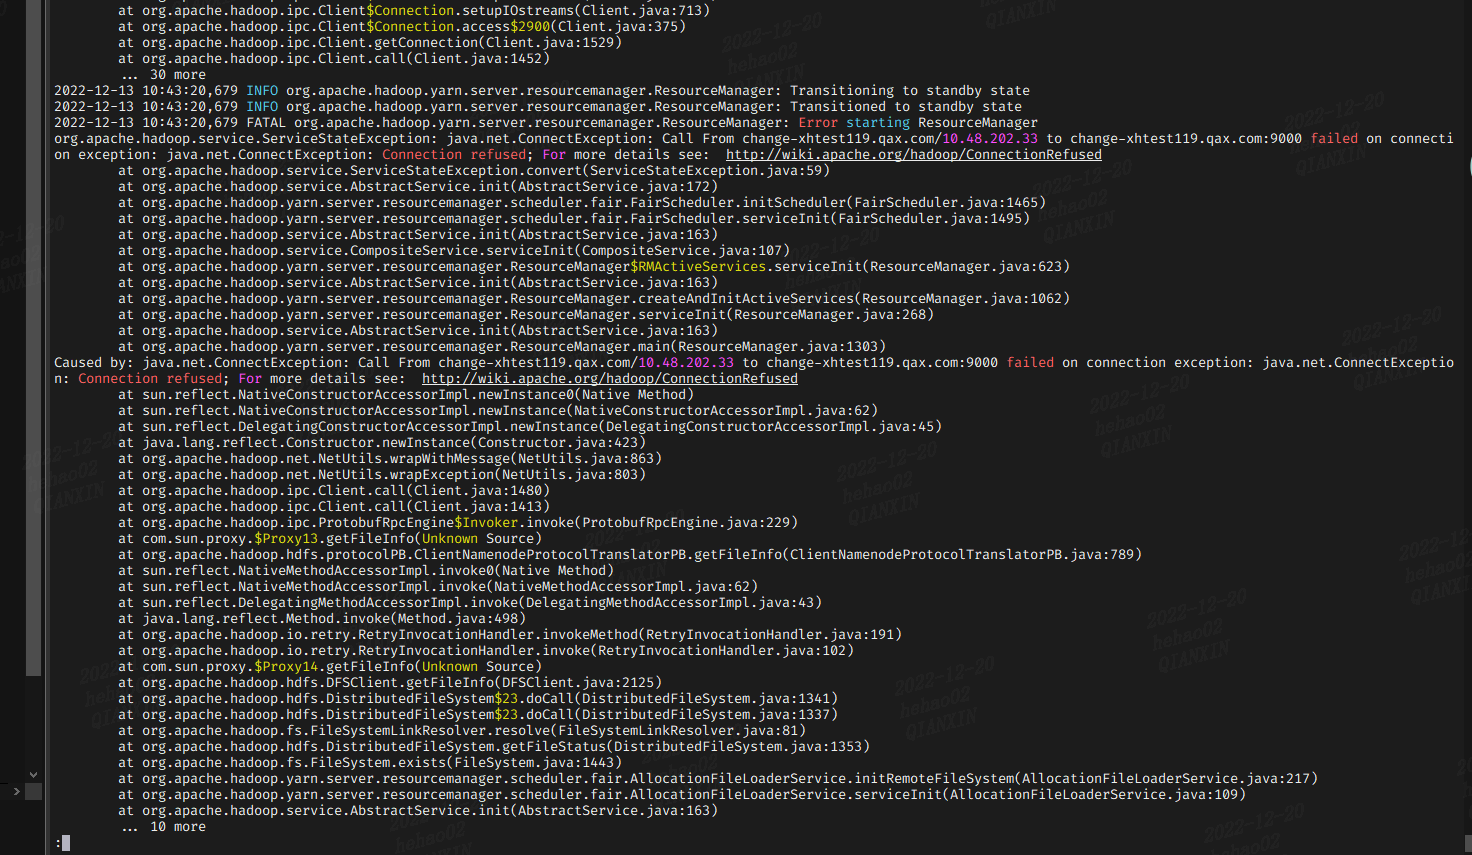 at org.apache.hadoop.ipc.Client$Connection.setupIOstreams(Client.java:713)
at org.apache.hadoop.ipc.Client$Connection.access$2900(Client.java:375)
at org.apache.hadoop.ipc.Client.getConnection(Client.java:1529)
at org.apache.hadoop.ipc.Client.call(Client.java:1452)
... 30 more
2022-12-13 10:43:20,679 INFO org.apache.hadoop.yarn.server.resourcemanager.ResourceManager: Transitioning to standby state
2022-12-13 10:43:20,679 INFO org.apache.hadoop.yarn.server.resourcemanager.ResourceManager: Transitioned to standby state
2022-12-13 10:43:20,679 FATAL org.apache.hadoop.yarn.server.resourcemanager.ResourceManager: Error starting ResourceManager
org.apache.hadoop.service.ServiceStateException: java.net.ConnectException: Call From change-xhtest119.qax.com/10.48.202.33 to change-xhtest119.qax.com:9000 failed on connecti
on exception: java.net.ConnectException: Connection refused; For more details see:  http://wiki.apache.org/hadoop/ConnectionRefused
at org.apache.hadoop.service.ServiceStateException.convert(ServiceStateException.java:59)
at org.apache.hadoop.service.AbstractService.init(AbstractService.java:172)
at org.apache.hadoop.yarn.server.resourcemanager.scheduler.fair.FairScheduler.initScheduler(FairScheduler.java:1465)
at org.apache.hadoop.yarn.server.resourcemanager.scheduler.fair.FairScheduler.serviceInit(FairScheduler.java:1495)
at org.apache.hadoop.service.AbstractService.init(AbstractService.java:163)
at org.apache.hadoop.service.CompositeService.serviceInit(CompositeService.java:107)
at org.apache.hadoop.yarn.server.resourcemanager.ResourceManager$RMActiveServices.serviceInit(ResourceManager.java:623)
at org.apache.hadoop.service.AbstractService.init(AbstractService.java:163)
at org.apache.hadoop.yarn.server.resourcemanager.ResourceManager.createAndInitActiveServices(ResourceManager.java:1062)
at org.apache.hadoop.yarn.server.resourcemanager.ResourceManager.serviceInit(ResourceManager.java:268)
at org.apache.hadoop.service.AbstractService.init(AbstractService.java:163)
at org.apache.hadoop.yarn.server.resourcemanager.ResourceManager.main(ResourceManager.java:1303)
Caused by: java.net.ConnectException: Call From change-xhtest119.qax.com/10.48.202.33 to change-xhtest119.qax.com:9000 failed on connection exception: java.net.ConnectExceptio
n: Connection refused; For more details see:  http://wiki.apache.org/hadoop/ConnectionRefused
at sun.reflect.NativeConstructorAccessorImpl.newInstance0(Native Method)
at sun.reflect.NativeConstructorAccessorImpl.newInstance(NativeConstructorAccessorImpl.java:62)
at sun.reflect.DelegatingConstructorAccessorImpl.newInstance(DelegatingConstructorAccessorImpl.java:45)
at java.lang.reflect.Constructor.newInstance(Constructor.java:423)
at org.apache.hadoop.net.NetUtils.wrapWithMessage(NetUtils.java:863)
at org.apache.hadoop.net.NetUtils.wrapException(NetUtils.java:803)
at org.apache.hadoop.ipc.Client.call(Client.java:1480)
at org.apache.hadoop.ipc.Client.call(Client.java:1413)
at org.apache.hadoop.ipc.ProtobufRpcEngine$Invoker.invoke(ProtobufRpcEngine.java:229)
at com.sun.proxy.$Proxy13.getFileInfo(Unknown Source)
at org.apache.hadoop.hdfs.protocolPB.ClientNamenodeProtocolTranslatorPB.getFileInfo(ClientNamenodeProtocolTranslatorPB.java:789)
at sun.reflect.NativeMethodAccessorImpl.invoke0(Native Method)
at sun.reflect.NativeMethodAccessorImpl.invoke(NativeMethodAccessorImpl.java:62)
at sun.reflect.DelegatingMethodAccessorImpl.invoke(DelegatingMethodAccessorImpl.java:43)
at java.lang.reflect.Method.invoke(Method.java:498)
at org.apache.hadoop.io.retry.RetryInvocationHandler.invokeMethod(RetryInvocationHandler.java:191)
at org.apache.hadoop.io.retry.RetryInvocationHandler.invoke(RetryInvocationHandler.java:102)
at com.sun.proxy.$Proxy14.getFileInfo(Unknown Source)
at org.apache.hadoop.hdfs.DFSClient.getFileInfo(DFSClient.java:2125)
at org.apache.hadoop.hdfs.DistributedFileSystem$23.doCall(DistributedFileSystem.java:1341)
at org.apache.hadoop.hdfs.DistributedFileSystem$23.doCall(DistributedFileSystem.java:1337)
at org.apache.hadoop.fs.FileSystemLinkResolver.resolve(FileSystemLinkResolver.java:81)
at org.apache.hadoop.hdfs.DistributedFileSystem.getFileStatus(DistributedFileSystem.java:1353)
at org.apache.hadoop.fs.FileSystem.exists(FileSystem.java:1443)
at org.apache.hadoop.yarn.server.resourcemanager.scheduler.fair.AllocationFileLoaderService.initRemoteFileSystem(AllocationFileLoaderService.java:217)
at org.apache.hadoop.yarn.server.resourcemanager.scheduler.fair.AllocationFileLoaderService.serviceInit(AllocationFileLoaderService.java:109)
at org.apache.hadoop.service.AbstractService.init(AbstractService.java:163)
... 10 more
: